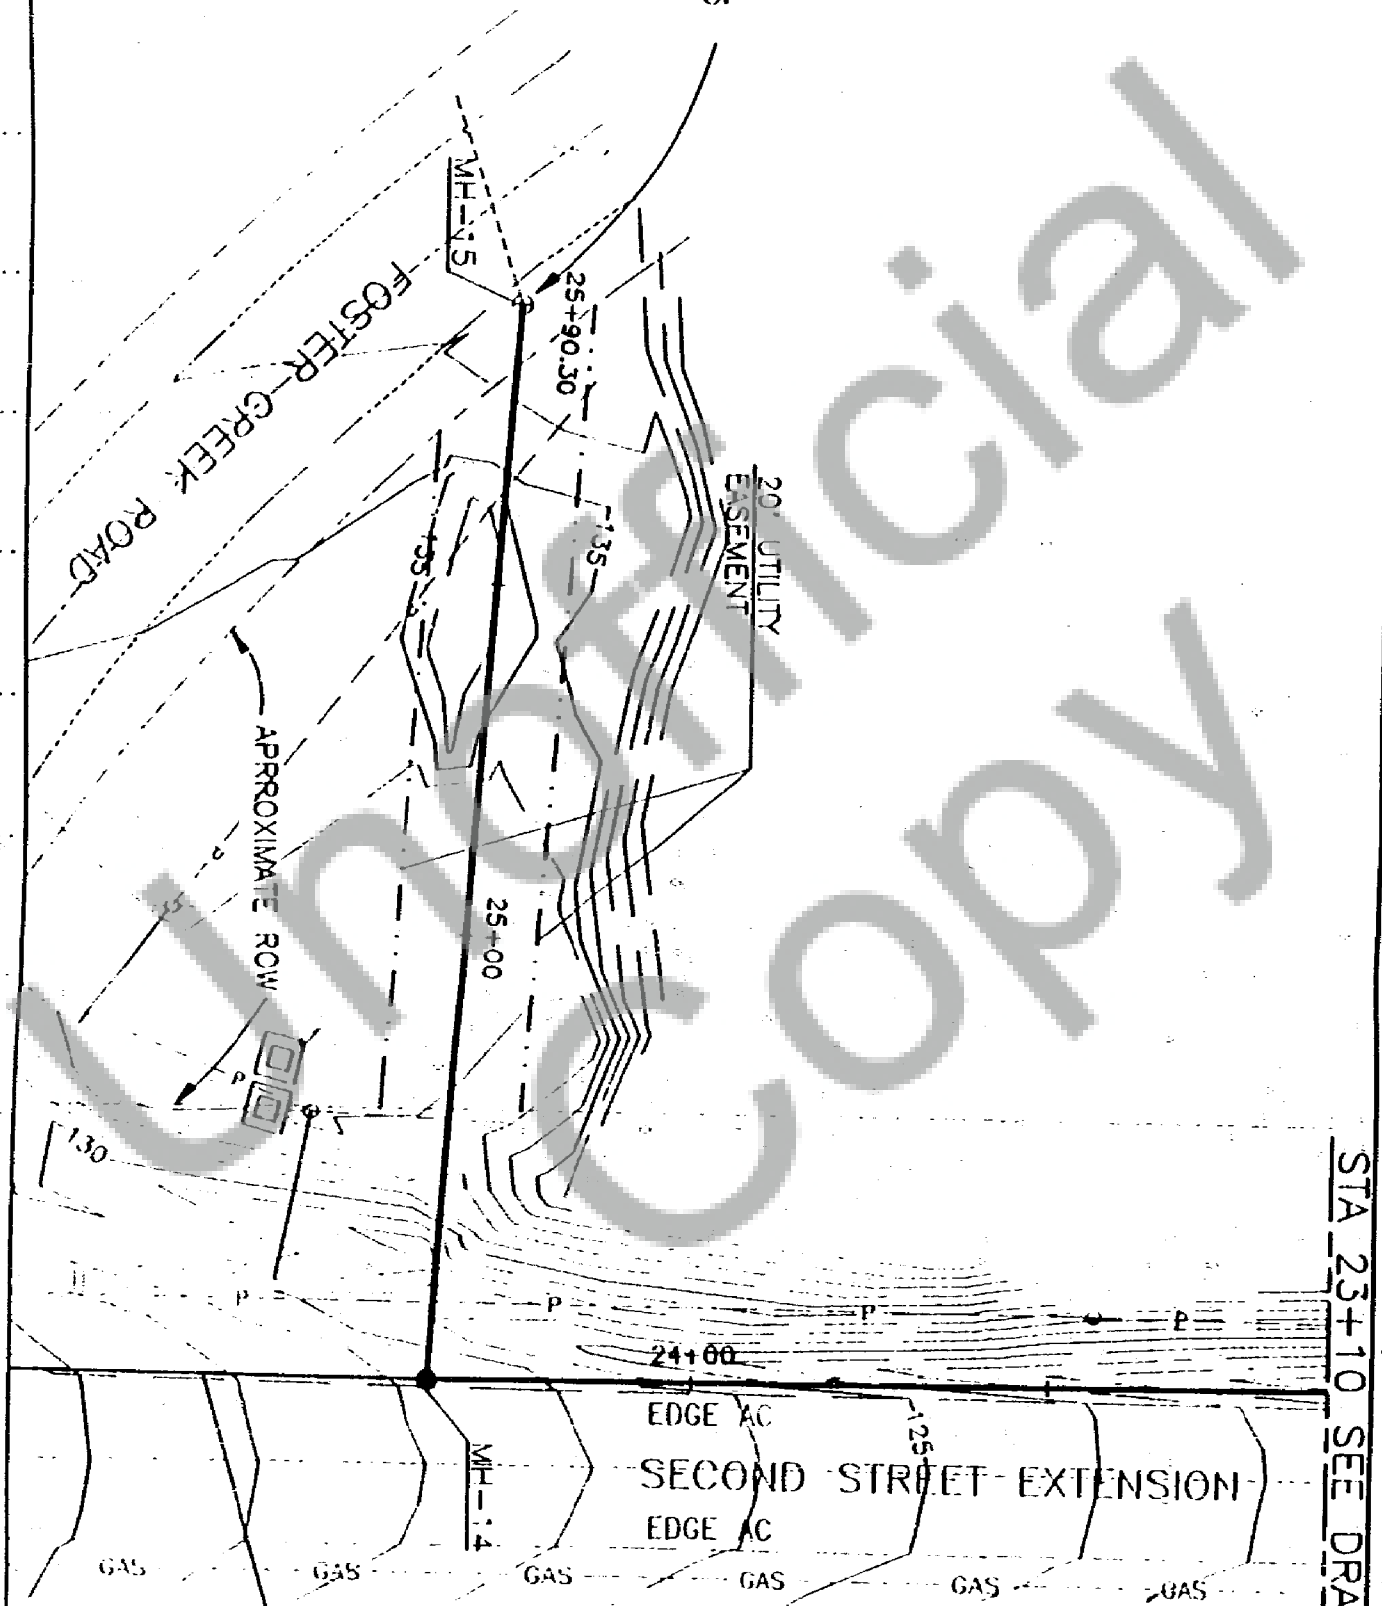 MH-15
25+90.30
FOSTER CREEK ROAD
20' UTILITY
EASEMENT
135
135
APRROXIMATE ROW
25+00
P
P
130
P
P
P
P
24+00
STA 23+10 SEE DRA
EDGE AC
125
SECOND STREET EXTENSION
MH-14
EDGE AC
GAS
GAS
GAS
GAS
GAS
GAS
Unofficial
Copy